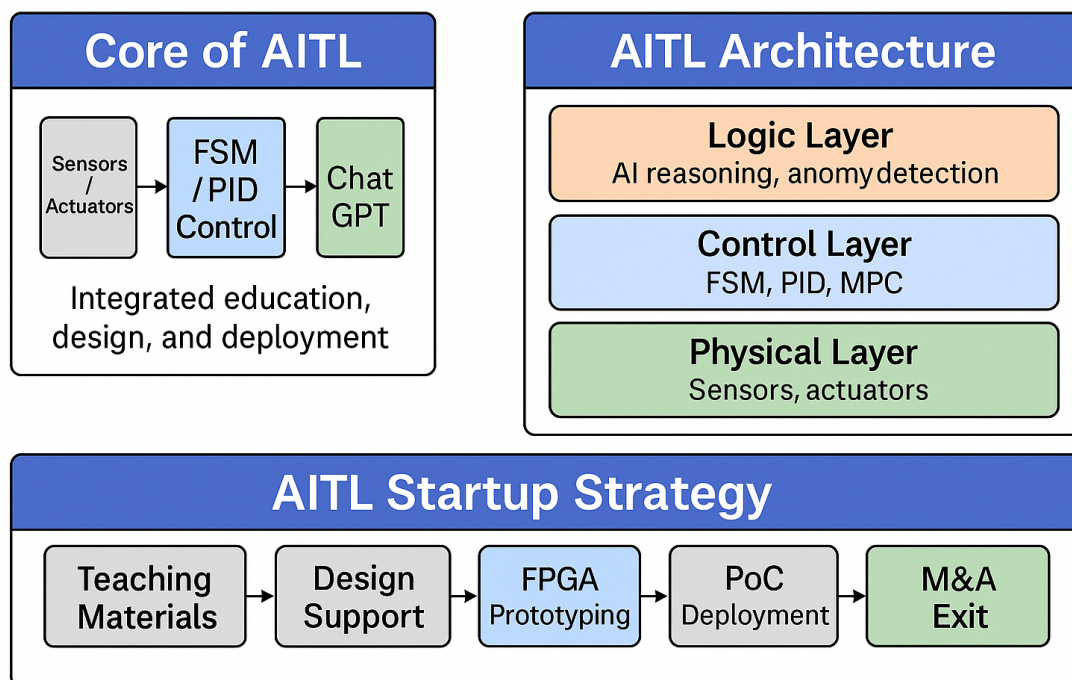 Core of AITL
Sensors
/
Actuators
FSM
/ PID
Control
Chat
GPT
Integrated education,
design, and deployment
AITL Architecture
Logic Layer
AI reasoning, anomy detection
Control Layer
FSM, PID, MPC
Physical Layer
Sensors, actuators
AITL Startup Strategy
Teaching
Materials
Design
Support
FPGA
Prototyping
PoC
Deployment
M&A
Exit